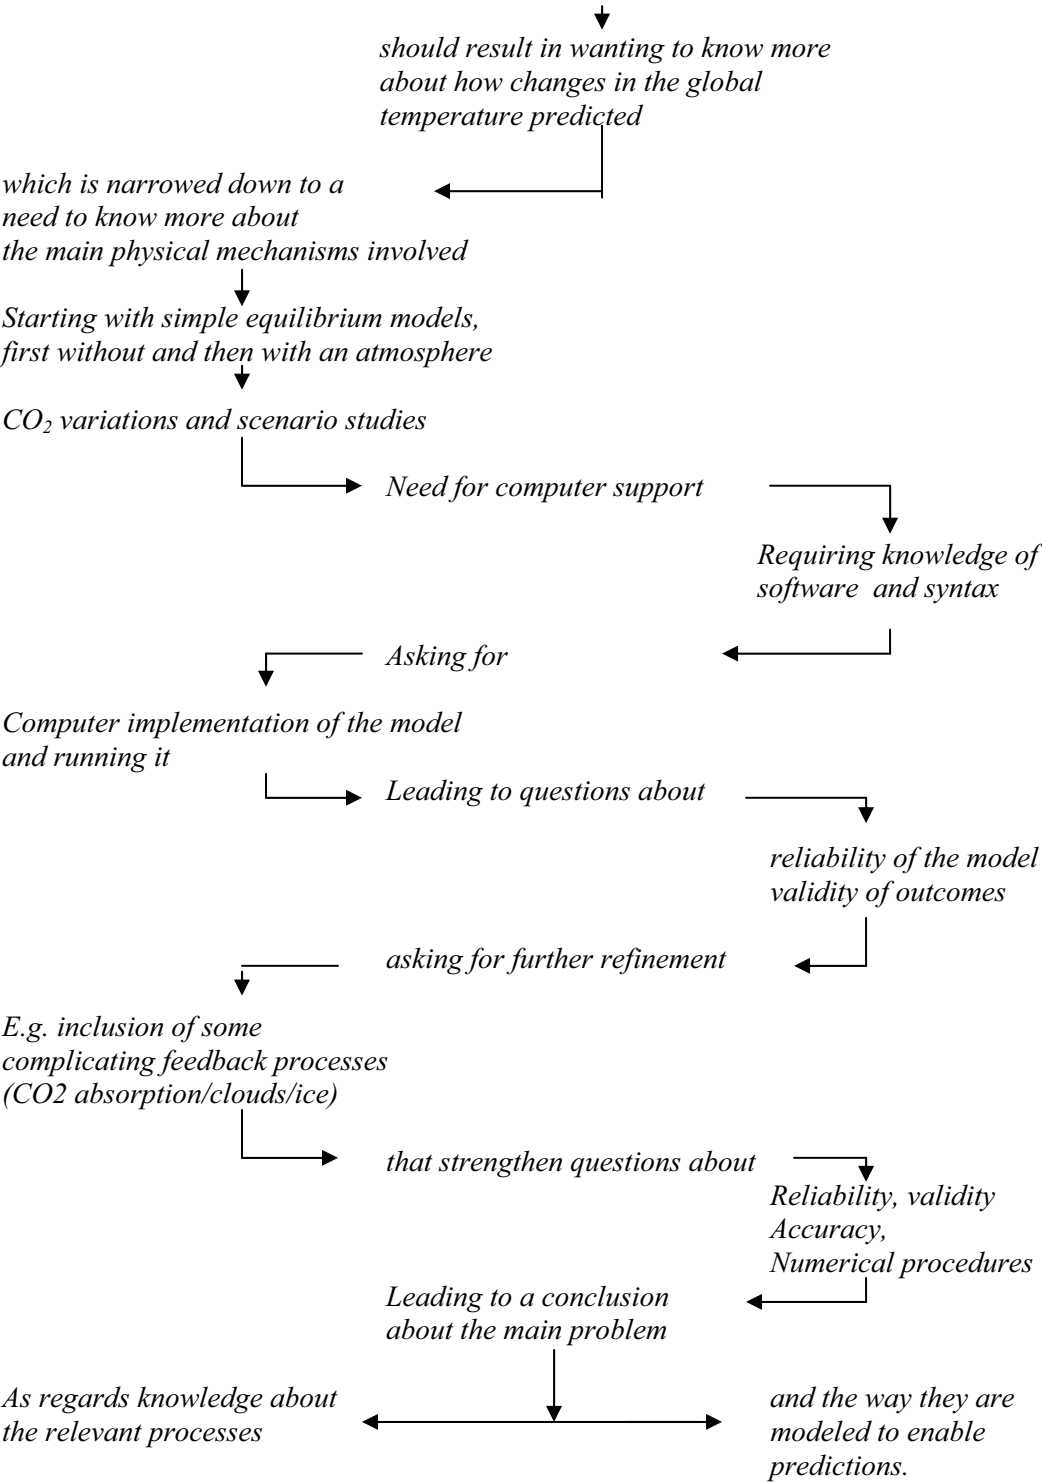 should result in wanting to know more
about how changes in the global
temperature predicted
which is narrowed down to a
need to know more about
the main physical mechanisms involved
Starting with simple equilibrium models,
first without and then with an atmosphere
CO₂ variations and scenario studies
Need for computer support
Requiring knowledge of
software and syntax
Asking for
Computer implementation of the model
and running it
Leading to questions about
reliability of the model
validity of outcomes
asking for further refinement
E.g. inclusion of some
complicating feedback processes
(CO2 absorption/clouds/ice)
that strengthen questions about
Reliability, validity
Accuracy,
Numerical procedures
Leading to a conclusion
about the main problem
As regards knowledge about
the relevant processes
and the way they are
modeled to enable
predictions.